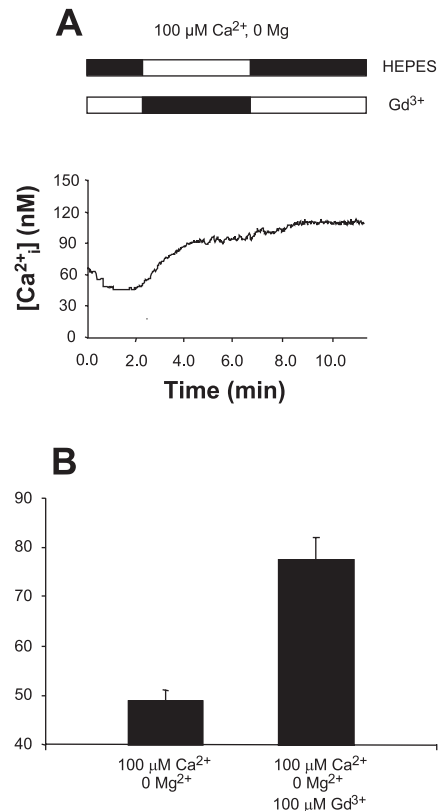 A
100 µM Ca²⁺, 0 Mg
HEPES
Gd³⁺
[Ca²⁺ᵢ] (nM)
150
120
90
60
30
0
0.0 2.0 4.0 6.0 8.0 10.0
Time (min)
B
90
80
70
60
50
40
100 µM Ca²⁺ 100 µM Ca²⁺
0 Mg²⁺ 0 Mg²⁺
100 µM Gd³⁺